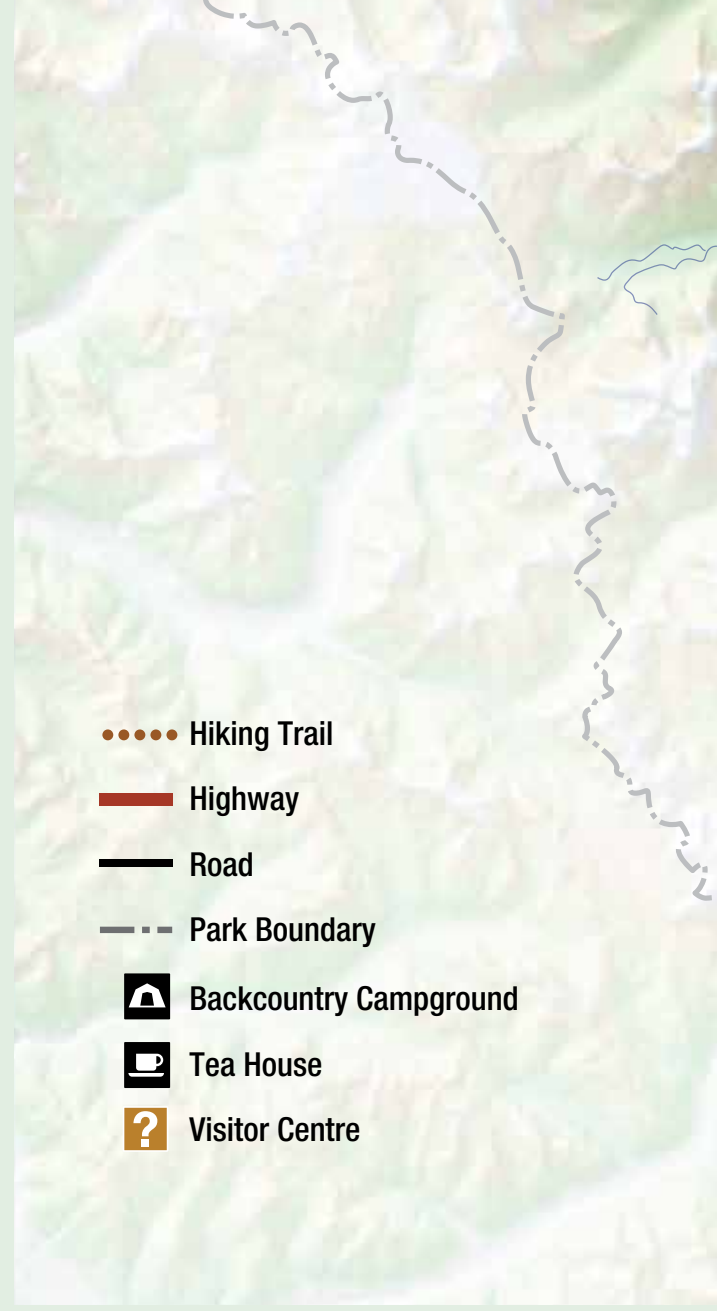 Hiking Trail
Highway
Road
Park Boundary
Backcountry Campground
Tea House
? Visitor Centre